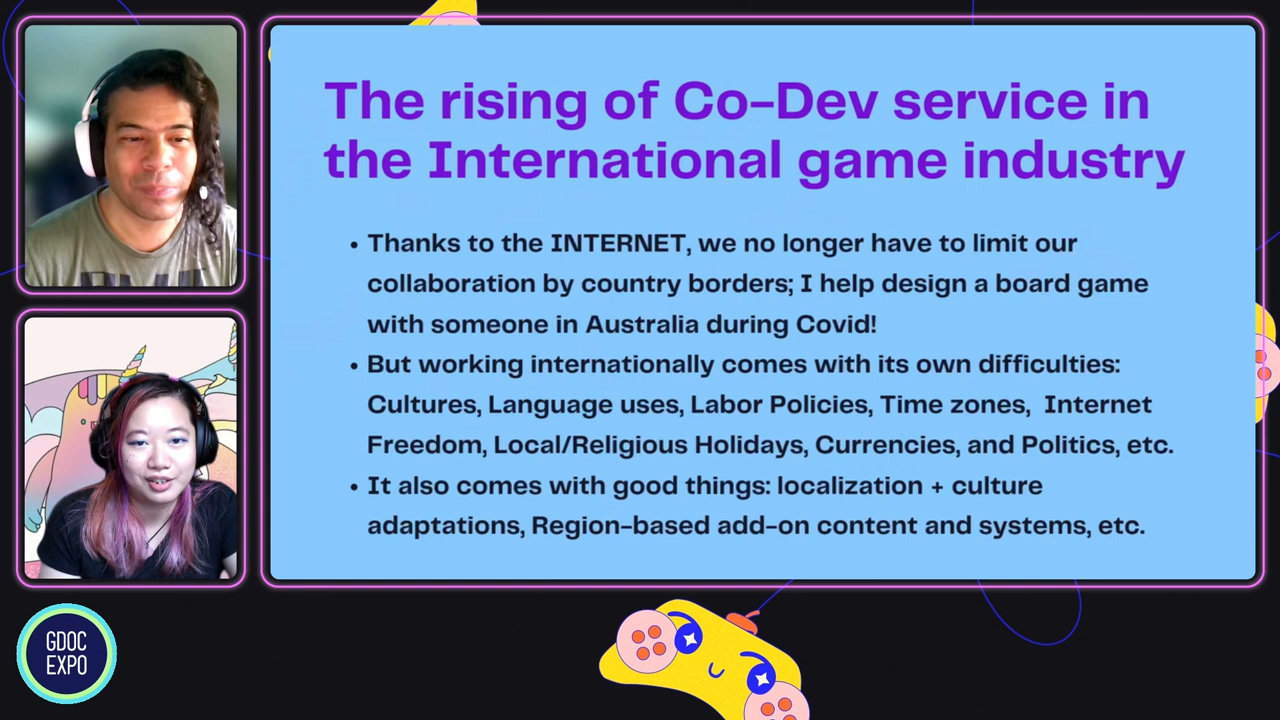 The rising of Co-Dev service in
the International game industry
• Thanks to the INTERNET, we no longer have to limit our
collaboration by country borders; I help design a board game
with someone in Australia during Covid!
• But working internationally comes with its own difficulties:
Cultures, Language uses, Labor Policies, Time zones,  Internet
Freedom, Local/Religious Holidays, Currencies, and Politics, etc.
• It also comes with good things: localization + culture
adaptations, Region-based add-on content and systems, etc.
GDOC
EXPO